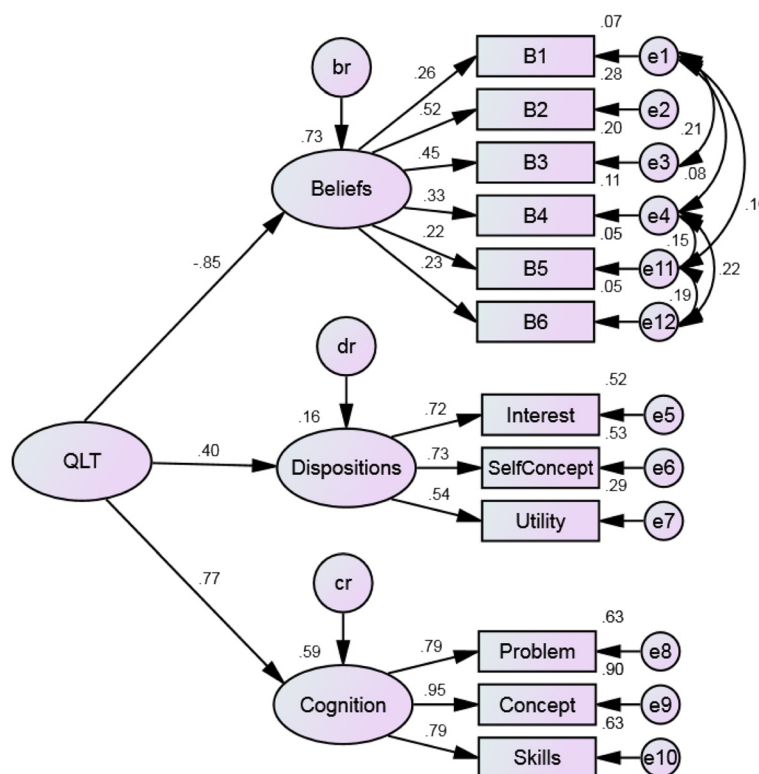 .07
br
B1
e1
.26
.28
.52
B2
e2
.73
.20
.21
Beliefs
.45
B3
e3
.11
.08
.33
B4
e4
.22
.05
.15
-.85
B5
e11
.22
.23
.05
.19
B6
e12
dr
.52
.16
.72
Interest
e5
.53
QLT
.40
Dispositions
.73
SelfConcept
e6
.29
.54
Utility
e7
.77
cr
.63
.59
.79
Problem
e8
.90
Cognition
.95
Concept
e9
.63
.79
Skills
e10